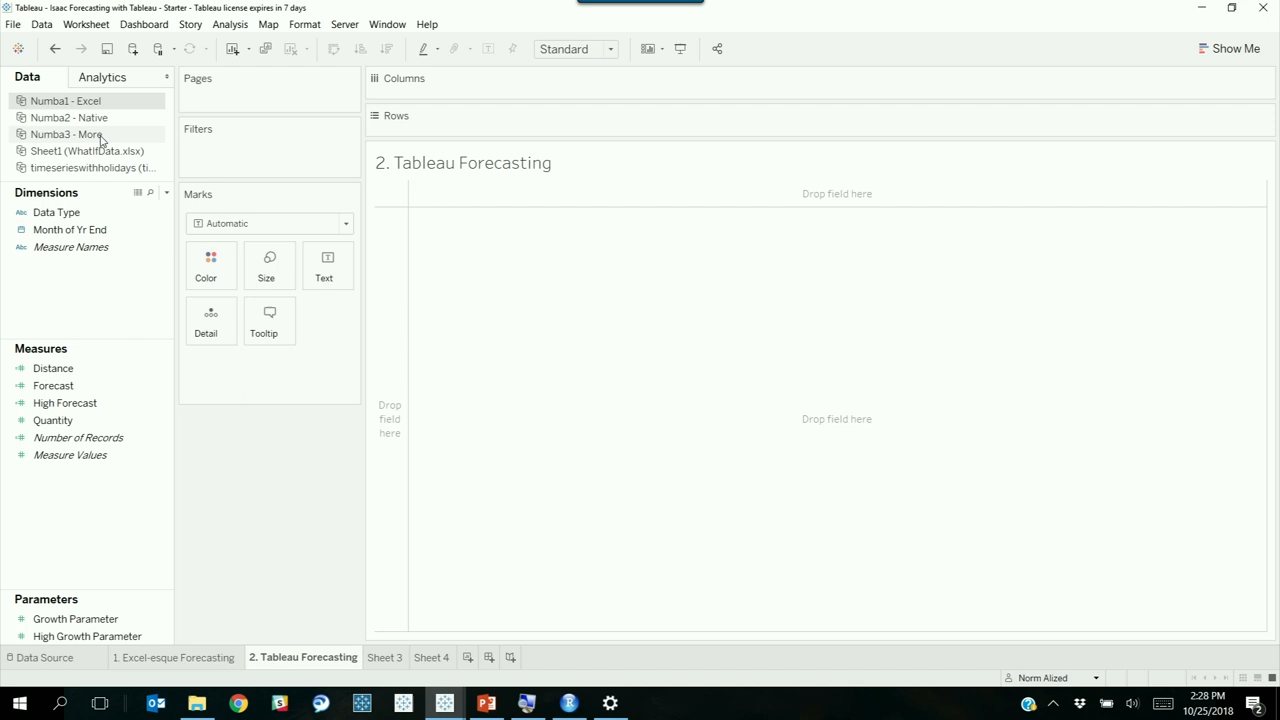 Tableau - Isaac Forecasting with Tableau - Starter - Tableau license expires in 7 days
File Data Worksheet Dashboard Story Analysis Map Format Server Window Help
Standard
Show Me
Data Analytics
Numba1 - Excel
Numba2 - Native
Numba3 - More
Sheet1 (WhatIfData.xlsx)
timeserieswithholidays (ti...
Dimensions
Abc Data Type
Month of Yr End
Abc Measure Names
Measures
Distance
Forecast
High Forecast
Quantity
Number of Records
Measure Values
Parameters
Growth Parameter
High Growth Parameter
Pages
Filters
Marks
Automatic
Color Size Text
Detail Tooltip
Columns
Rows
2. Tableau Forecasting
Drop field here
Drop
field
here
Drop field here
Data Source 1. Excel-esque Forecasting 2. Tableau Forecasting Sheet 3 Sheet 4
Norm Alized
2:28 PM
10/25/2018
2